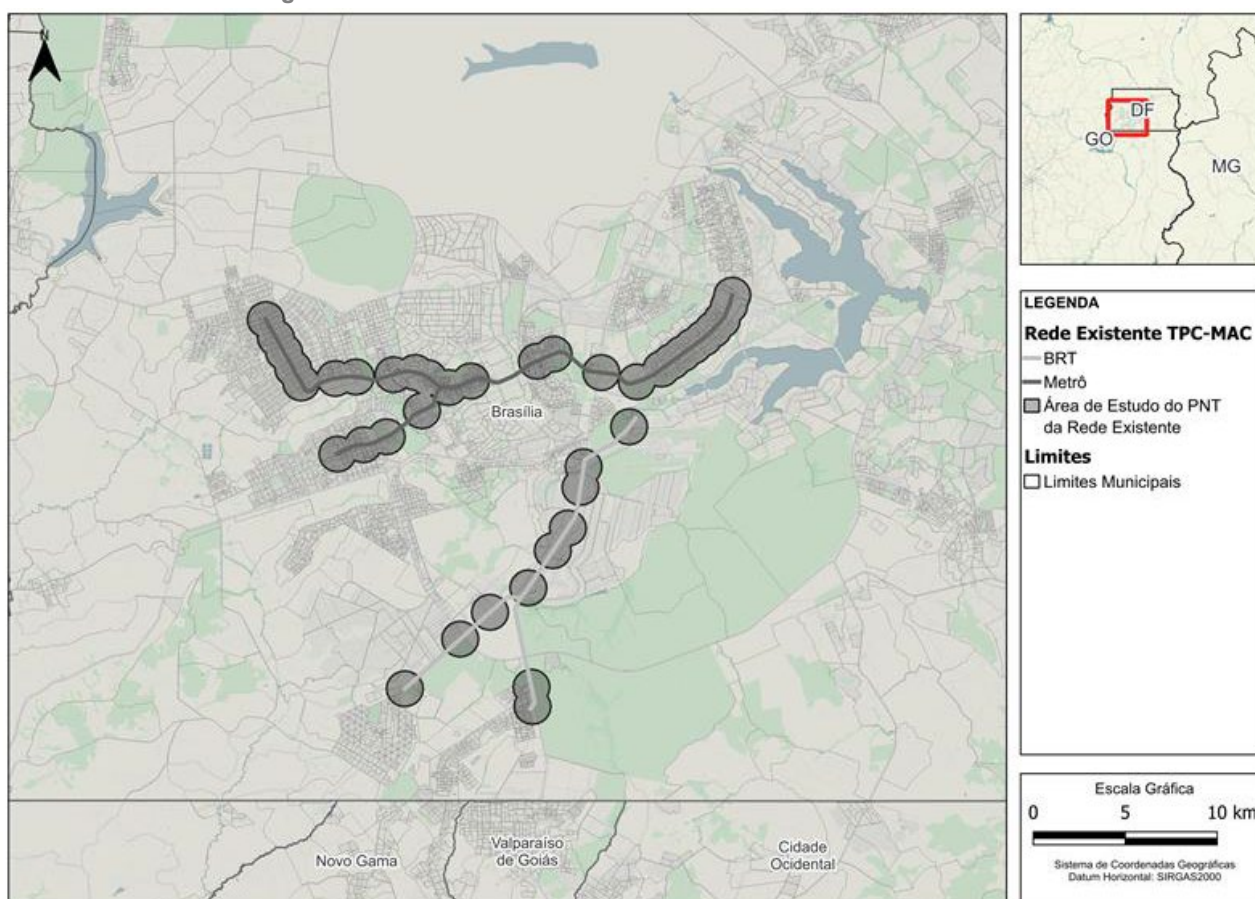 N
Brasília
Novo Gama
Valparaíso
de Goiás
Cidade
Ocidental
DF
GO
MG
LEGENDA
Rede Existente TPC-MAC
BRT
Metrô
Área de Estudo do PNT
da Rede Existente
Limites
Limites Municipais
Escala Gráfica
0 5 10 km
Sistema de Coordenadas Geográficas
Datum Horizontal: SIRGAS2000